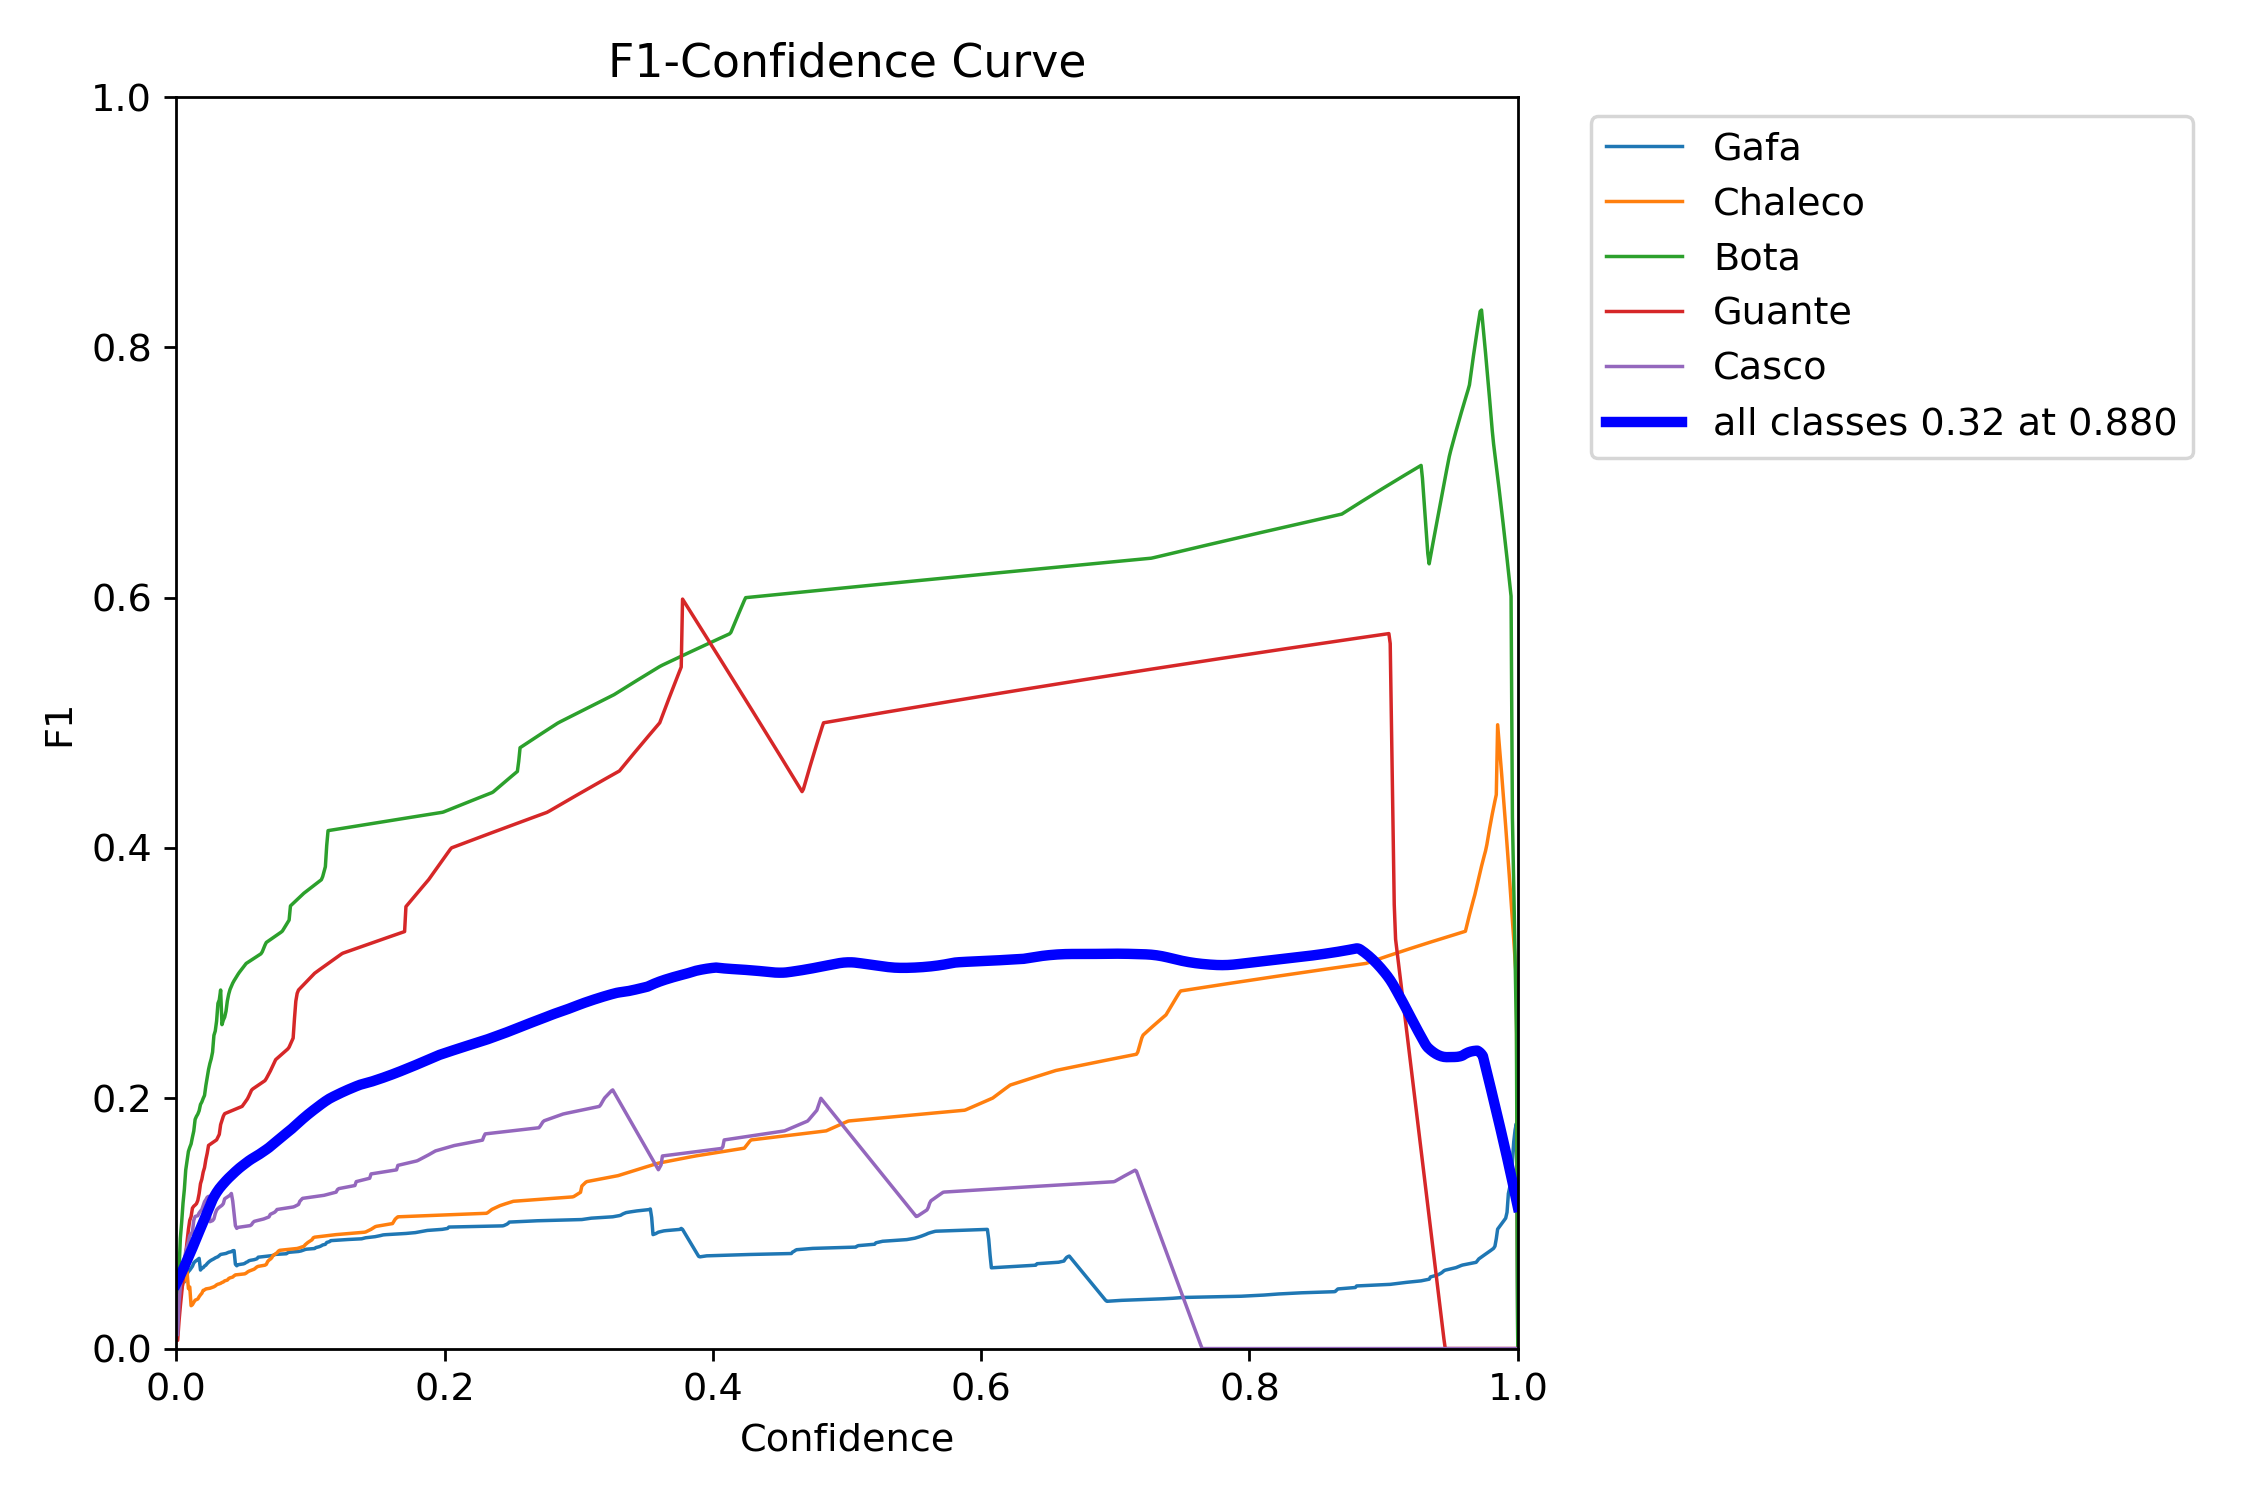 F1-Confidence Curve
1.0
0.8
0.6
0.4
0.2
0.0
F1
0.0 0.2 0.4 0.6 0.8 1.0
Confidence
Gafa
Chaleco
Bota
Guante
Casco
all classes 0.32 at 0.880